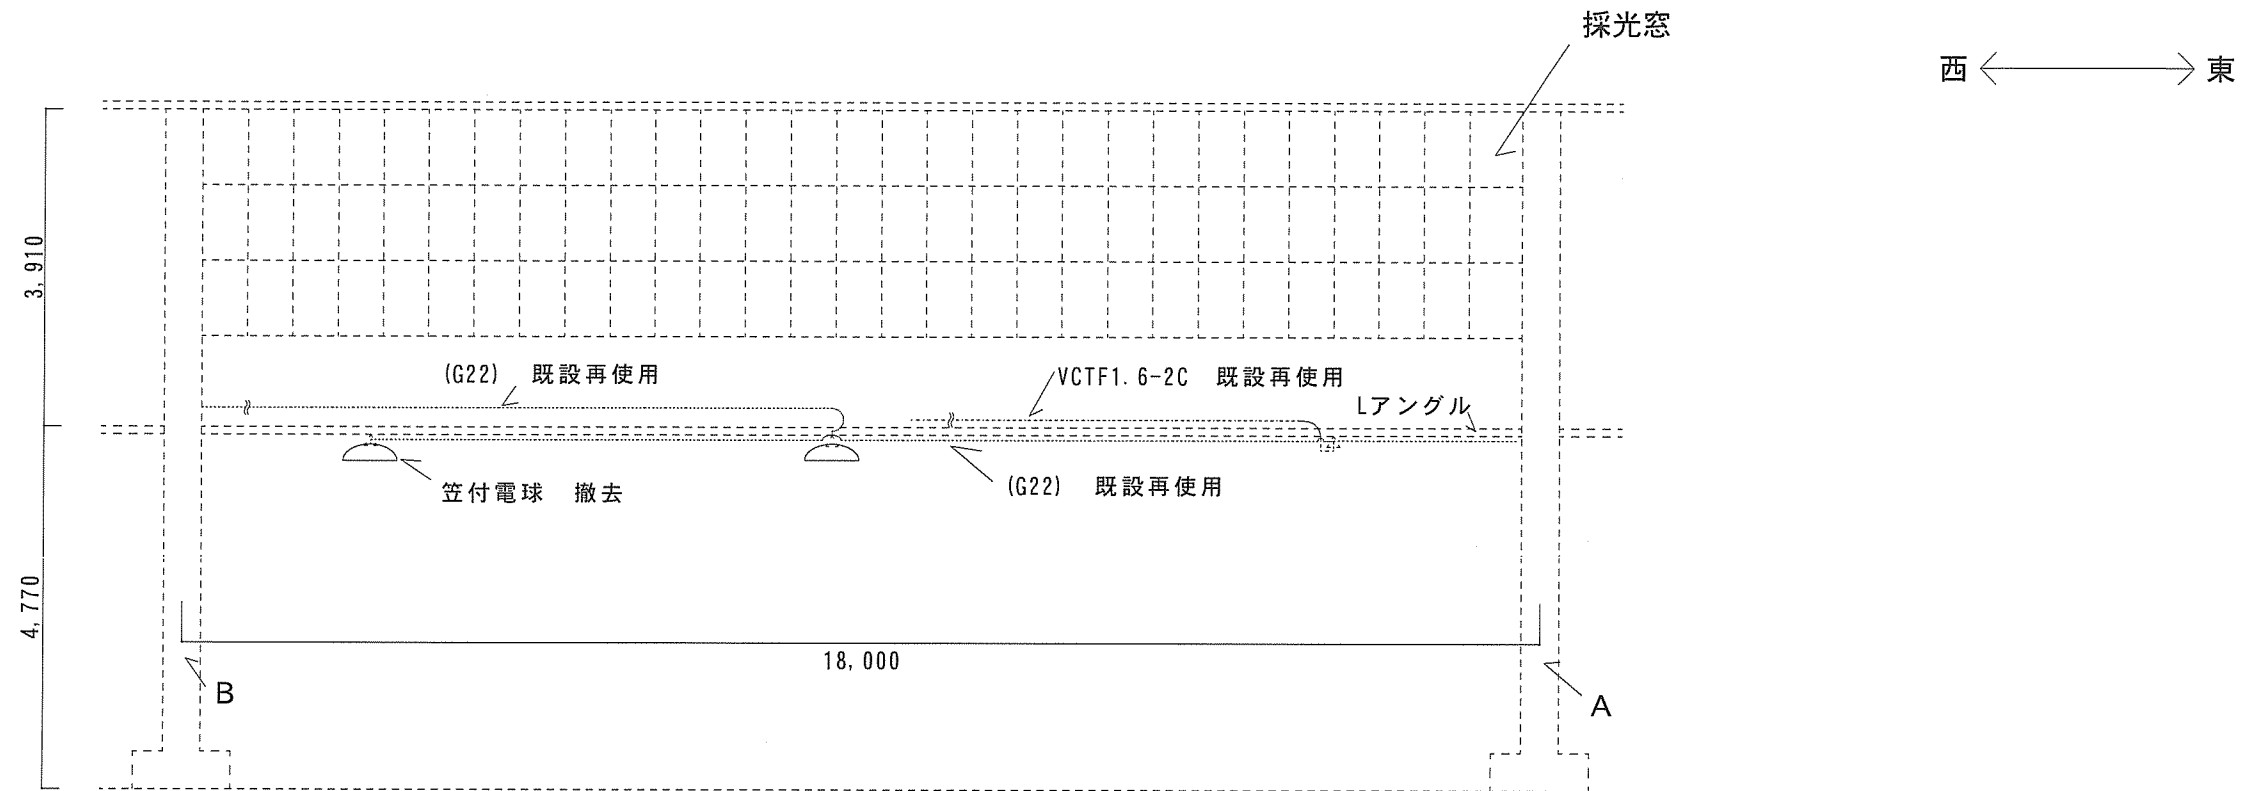 採光窓
西 東
3,910
(G22) 既設再使用
VCTF1.6-2C 既設再使用
Lアングル
笠付電球 撤去
(G22) 既設再使用
4,770
18,000
B
A